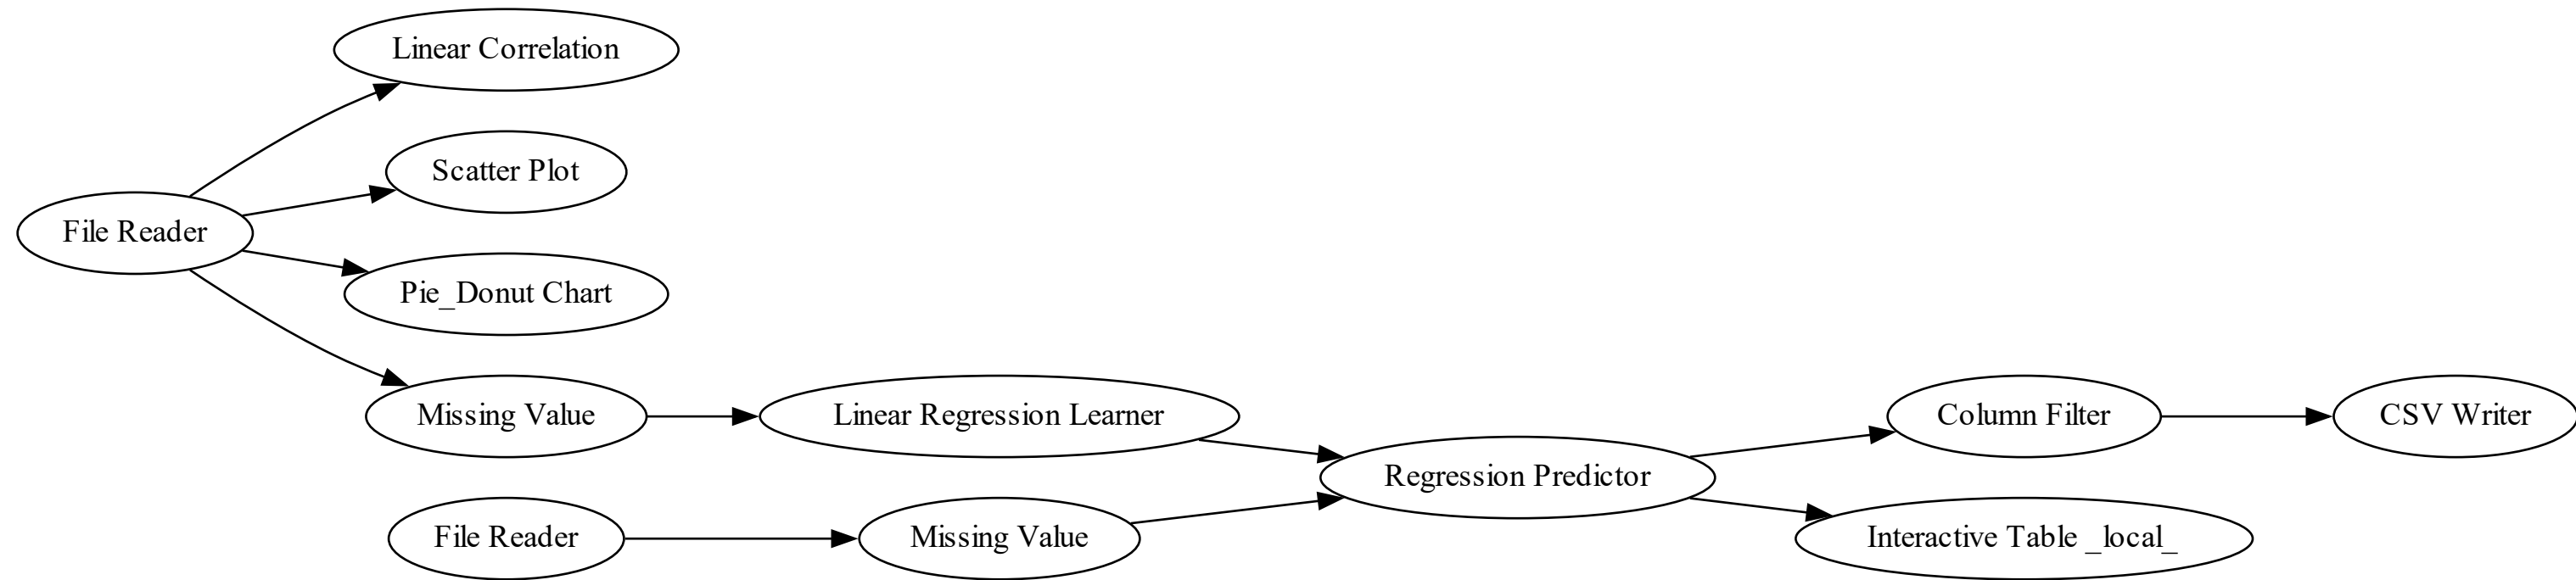 Linear Correlation
Scatter Plot
File Reader
Pie_Donut Chart
Missing Value
Linear Regression Learner
Column Filter
CSV Writer
Regression Predictor
File Reader
Missing Value
Interactive Table _local_